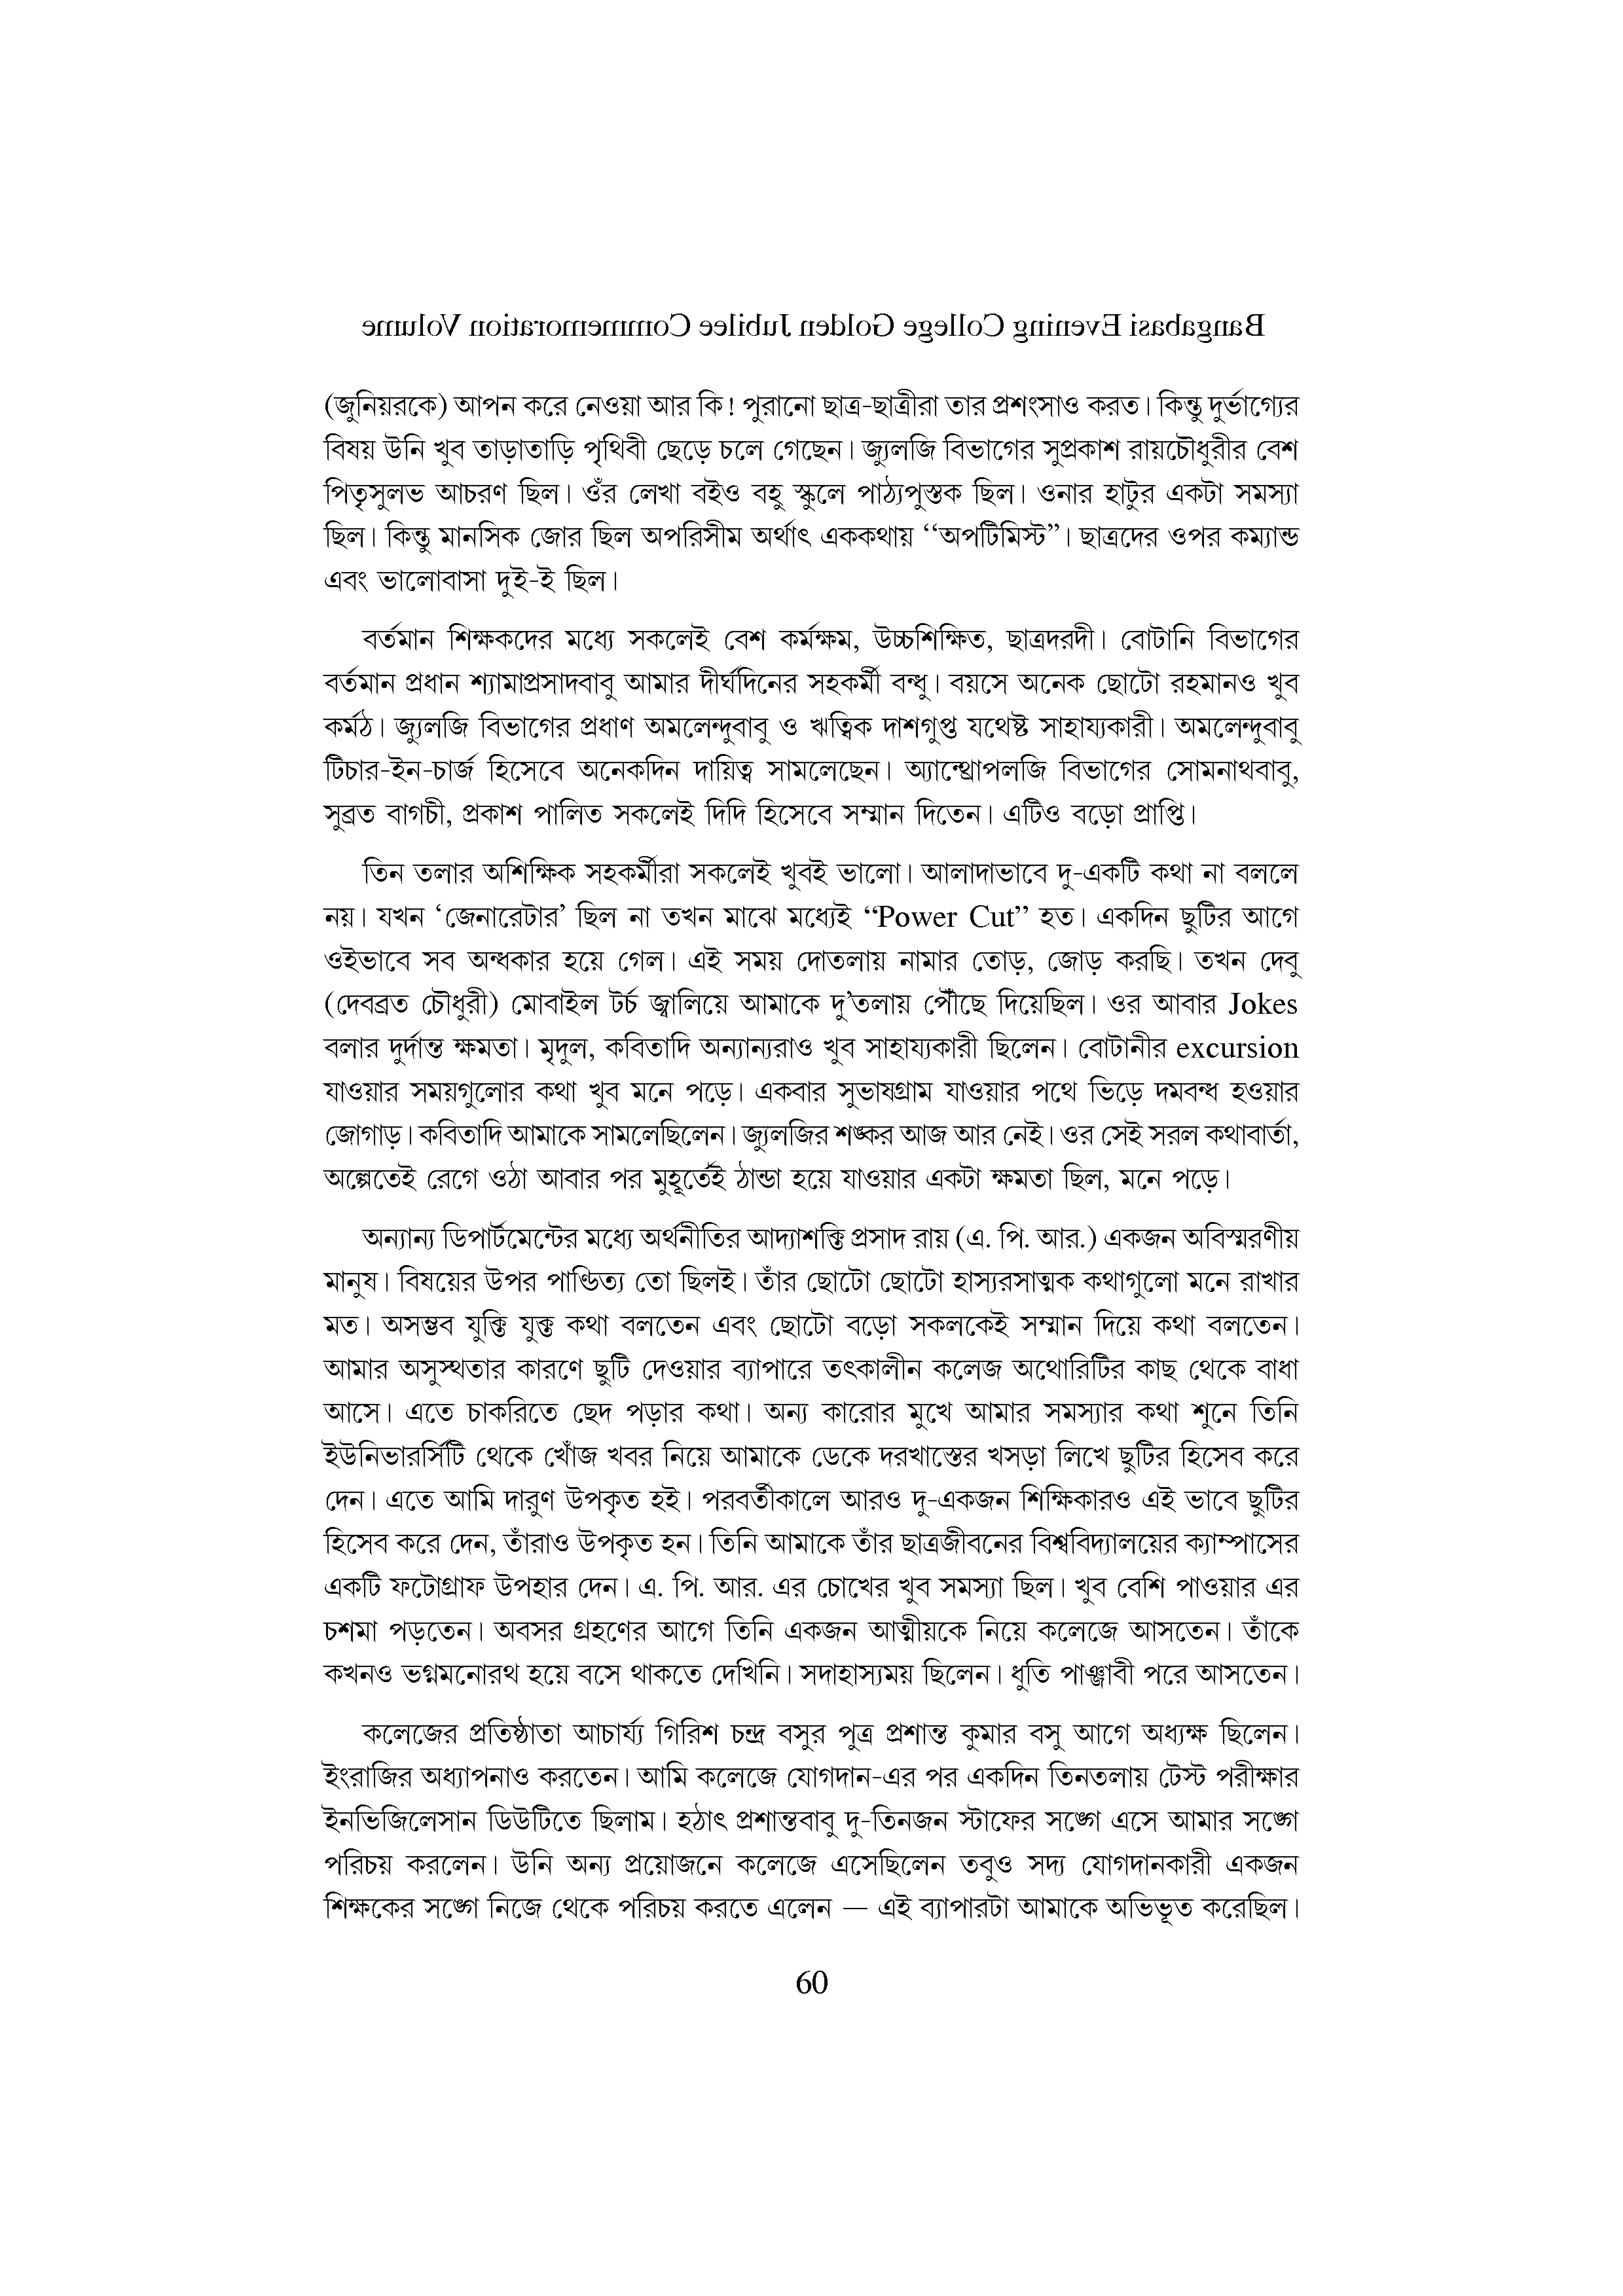 Bangabasi Evening College Golden Jubilee Commemoration Volume
(জুনিয়রকে) আপন করে নেওয়া আর কি! পুরানো ছাত্র-ছাত্রীরা তার প্রশংসাও করত। কিন্তু দুর্ভাগ্যের
বিষয় উনি খুব তাড়াতাড়ি পৃথিবী ছেড়ে চলে গেছেন। জ্যুলজি বিভাগের সুপ্রকাশ রায়চৌধুরীর বেশ
পিতৃসুলভ আচরণ ছিল। ওঁর লেখা বইও বহু স্কুলে পাঠ্যপুস্তক ছিল। ওনার হাটুর একটা সমস্যা
ছিল। কিন্তু মানসিক জোর ছিল অপরিসীম অর্থাৎ এককথায় “অপটিমিস্ট”। ছাত্রদের ওপর কম্যান্ড
এবং ভালোবাসা দুই-ই ছিল।
বর্তমান শিক্ষকদের মধ্যে সকলেই বেশ কর্মক্ষম, উচ্চশিক্ষিত, ছাত্রদরদী। বোটানি বিভাগের
বর্তমান প্রধান শ্যামাপ্রসাদবাবু আমার দীর্ঘদিনের সহকর্মী বন্ধু। বয়সে অনেক ছোটো রহমানও খুব
কর্মঠ। জ্যুলজি বিভাগের প্রধাণ অমলেন্দুবাবু ও ঋত্বিক দাশগুপ্ত যথেষ্ট সাহায্যকারী। অমলেন্দুবাবু
টিচার-ইন-চার্জ হিসেবে অনেকদিন দায়িত্ব সামলেছেন। অ্যান্থ্রোপলজি বিভাগের সোমনাথবাবু,
সুব্রত বাগচী, প্রকাশ পালিত সকলেই দিদি হিসেবে সম্মান দিতেন। এটিও বড়ো প্রাপ্তি।
তিন তলার অশিক্ষিক সহকর্মীরা সকলেই খুবই ভালো। আলাদাভাবে দু-একটি কথা না বললে
নয়। যখন ‘জেনারেটার’ ছিল না তখন মাঝে মধ্যেই “Power Cut” হত। একদিন ছুটির আগে
ওইভাবে সব অন্ধকার হয়ে গেল। এই সময় দোতলায় নামার তোড়, জোড় করছি। তখন দেবু
(দেবব্রত চৌধুরী) মোবাইল টর্চ জ্বালিয়ে আমাকে দু’তলায় পৌঁছে দিয়েছিল। ওর আবার Jokes
বলার দুর্দান্ত ক্ষমতা। মৃদুল, কবিতাদি অন্যান্যরাও খুব সাহায্যকারী ছিলেন। বোটানীর excursion
যাওয়ার সময়গুলোর কথা খুব মনে পড়ে। একবার সুভাষগ্রাম যাওয়ার পথে ভিড়ে দমবন্ধ হওয়ার
জোগাড়। কবিতাদি আমাকে সামলেছিলেন। জ্যুলজির শঙ্কর আজ আর নেই। ওর সেই সরল কথাবার্তা,
অল্পেতেই রেগে ওঠা আবার পর মুহূর্তেই ঠান্ডা হয়ে যাওয়ার একটা ক্ষমতা ছিল, মনে পড়ে।
অন্যান্য ডিপার্টমেন্টের মধ্যে অর্থনীতির আদ্যাশক্তি প্রসাদ রায় (এ. পি. আর.) একজন অবিস্মরণীয়
মানুষ। বিষয়ের উপর পাণ্ডিত্য তো ছিলই। তাঁর ছোটো ছোটো হাস্যরসাত্মক কথাগুলো মনে রাখার
মত। অসম্ভব যুক্তি যুক্ত কথা বলতেন এবং ছোটো বড়ো সকলকেই সম্মান দিয়ে কথা বলতেন।
আমার অসুস্থতার কারণে ছুটি দেওয়ার ব্যাপারে তৎকালীন কলেজ অথোরিটির কাছ থেকে বাধা
আসে। এতে চাকরিতে ছেদ পড়ার কথা। অন্য কারোর মুখে আমার সমস্যার কথা শুনে তিনি
ইউনিভারর্সিটি থেকে খোঁজ খবর নিয়ে আমাকে ডেকে দরখাস্তের খসড়া লিখে ছুটির হিসেব করে
দেন। এতে আমি দারুণ উপকৃত হই। পরবর্তীকালে আরও দু-একজন শিক্ষিকারও এই ভাবে ছুটির
হিসেব করে দেন, তাঁরাও উপকৃত হন। তিনি আমাকে তাঁর ছাত্রজীবনের বিশ্ববিদ্যালয়ের ক্যাম্পাসের
একটি ফটোগ্রাফ উপহার দেন। এ. পি. আর. এর চোখের খুব সমস্যা ছিল। খুব বেশি পাওয়ার এর
চশমা পড়তেন। অবসর গ্রহণের আগে তিনি একজন আত্মীয়কে নিয়ে কলেজে আসতেন। তাঁকে
কখনও ভগ্নমনোরথ হয়ে বসে থাকতে দেখিনি। সদাহাস্যময় ছিলেন। ধুতি পাঞ্জাবী পরে আসতেন।
কলেজের প্রতিষ্ঠাতা আচার্য্য গিরিশ চন্দ্র বসুর পুত্র প্রশান্ত কুমার বসু আগে অধ্যক্ষ ছিলেন।
ইংরাজির অধ্যাপনাও করতেন। আমি কলেজে যোগদান-এর পর একদিন তিনতলায় টেস্ট পরীক্ষার
ইনভিজিলেসান ডিউটিতে ছিলাম। হঠাৎ প্রশান্তবাবু দু-তিনজন স্টাফের সঙ্গে এসে আমার সঙ্গে
পরিচয় করলেন। উনি অন্য প্রয়োজনে কলেজে এসেছিলেন তবুও সদ্য যোগদানকারী একজন
শিক্ষকের সঙ্গে নিজে থেকে পরিচয় করতে এলেন — এই ব্যাপারটা আমাকে অভিভূত করেছিল।
60